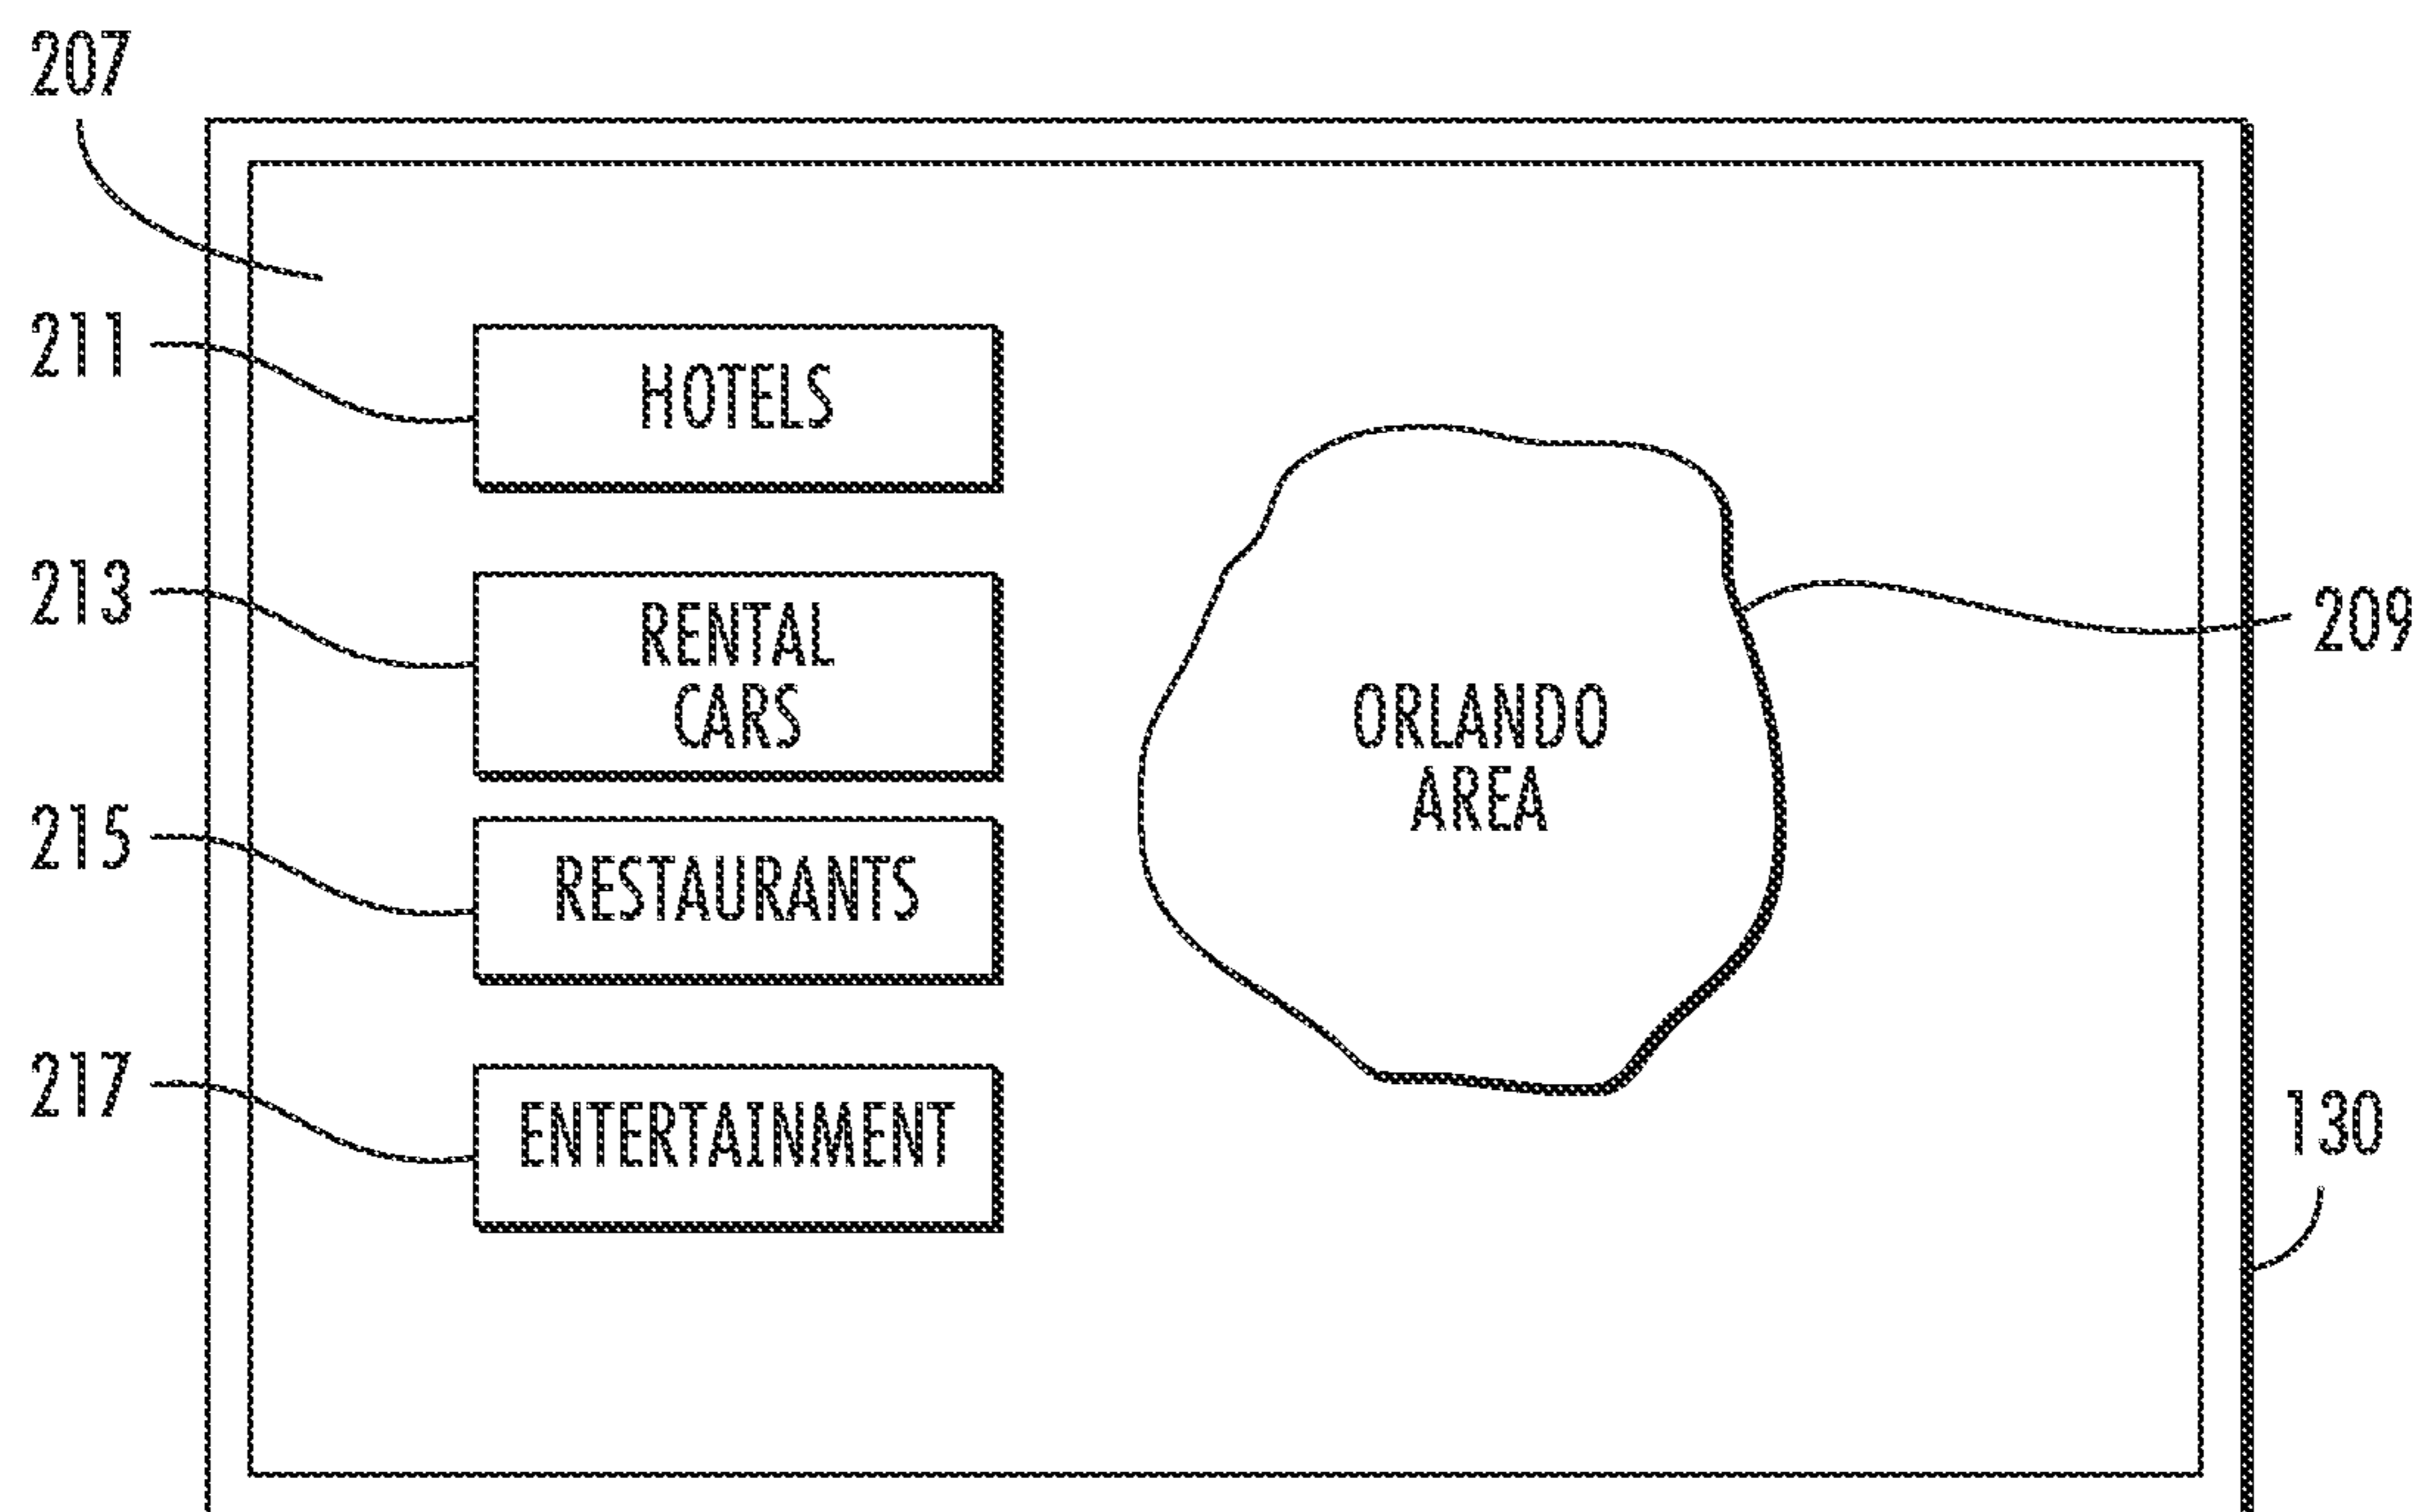 207
211
HOTELS
213
RENTAL
CARS
209
ORLANDO
AREA
215
RESTAURANTS
217
ENTERTAINMENT
130